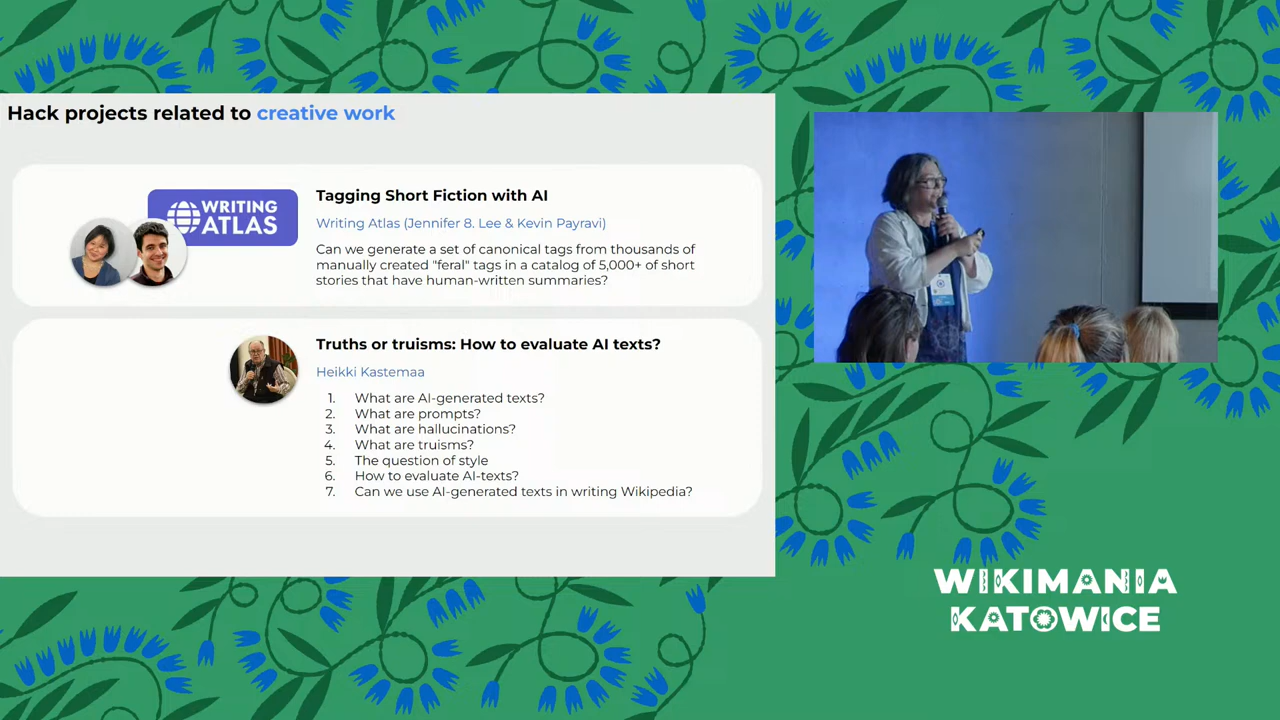 Hack projects related to creative work
WRITING
ATLAS
Tagging Short Fiction with AI
Writing Atlas (Jennifer 8. Lee & Kevin Payravi)
Can we generate a set of canonical tags from thousands of
manually created "feral" tags in a catalog of 5,000+ of short
stories that have human-written summaries?
Truths or truisms: How to evaluate AI texts?
Heikki Kastemaa
1. What are AI-generated texts?
2. What are prompts?
3. What are hallucinations?
4. What are truisms?
5. The question of style
6. How to evaluate AI-texts?
7. Can we use AI-generated texts in writing Wikipedia?
WIKIMANIA
KATOWICE